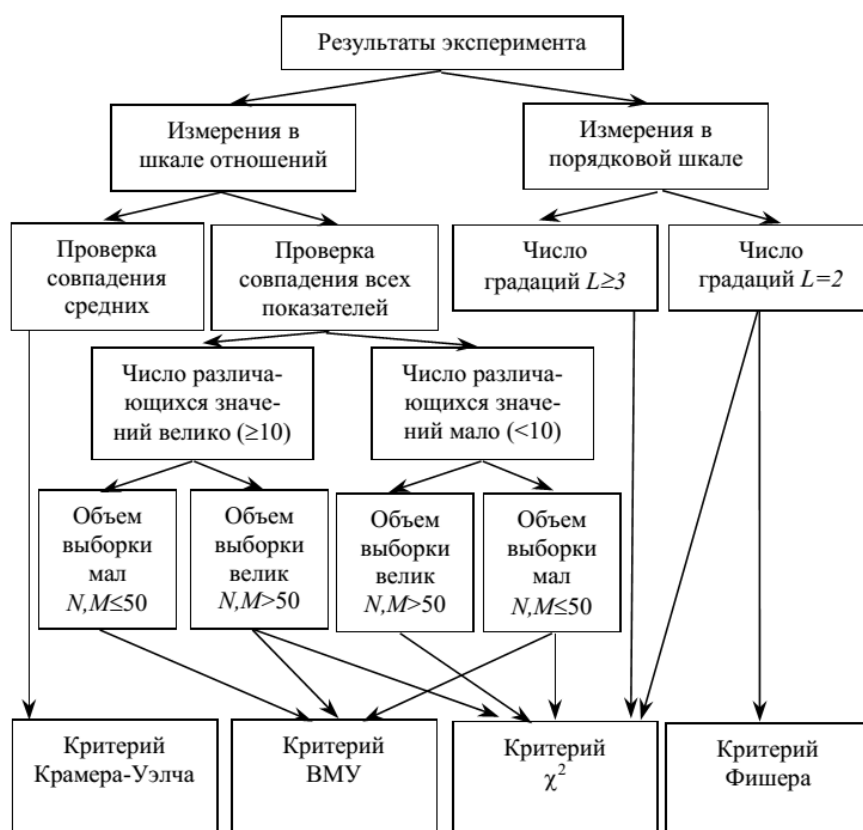 Результаты эксперимента
Измерения в
шкале отношений
Измерения в
порядковой шкале
Проверка
совпадения
средних
Проверка
совпадения всех
показателей
Число
градаций L≥3
Число
градаций L=2
Число различа-
ющихся значе-
ний велико (≥10)
Число различа-
ющихся значе-
ний мало (<10)
Объем
выборки
мал
N,M≤50
Объем
выборки
велик
N,M>50
Объем
выборки
велик
N,M>50
Объем
выборки
мал
N,M≤50
Критерий
Крамера-Уэлча
Критерий
ВМУ
Критерий
χ²
Критерий
Фишера